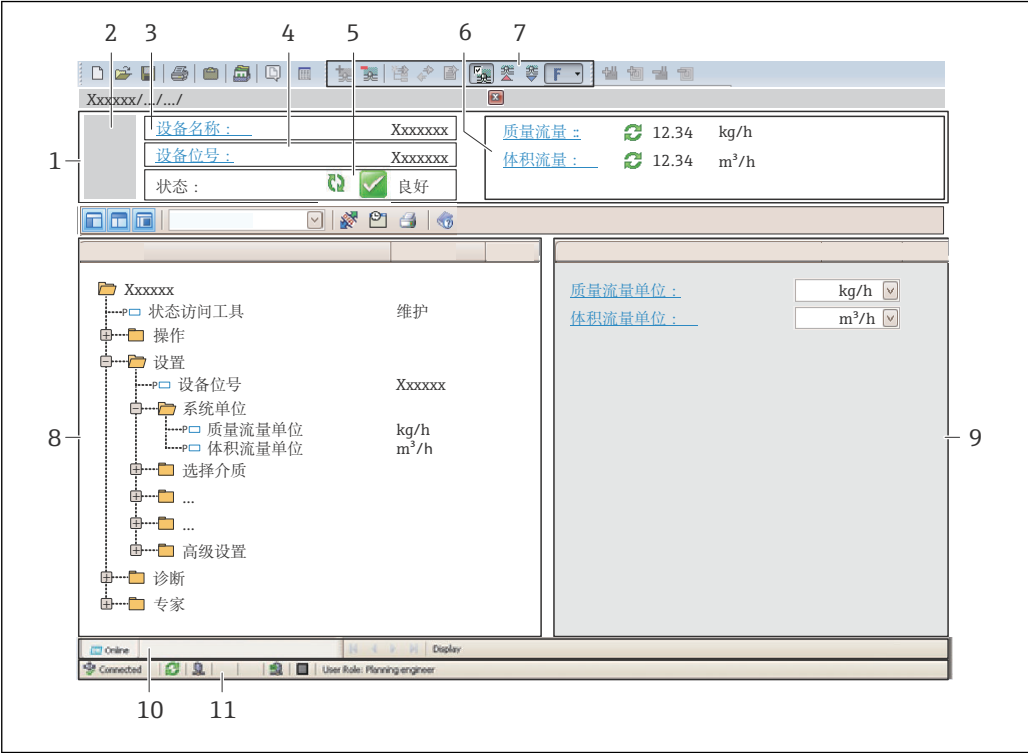 2 3 4 5 6 7
F
Xxxxxx/.../.../
1
设备名称： Xxxxxxx
设备位号： Xxxxxxx
状态： 良好
质量流量： 12.34 kg/h
体积流量： 12.34 m³/h
Xxxxxx
状态访问工具 维护
操作
设置
设备位号 Xxxxxx
系统单位
质量流量单位 kg/h
体积流量单位 m³/h
选择介质
...
...
高级设置
诊断
专家
8
质量流量单位： kg/h
体积流量单位： m³/h
9
Online Display
Connected User Role: Planning engineer
10 11